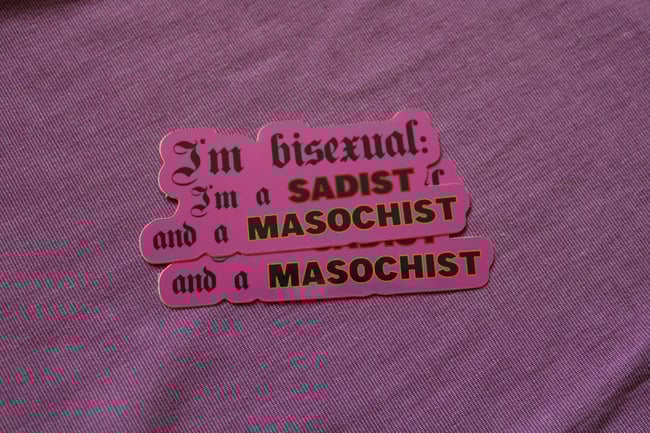 I'm bisexual:
I'm a SADIST
and a MASOCHIST
and a MASOCHIST